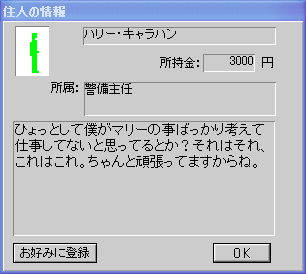 住人の情報
ハリー・キャラハン
所持金: 3000 円
所属: 警備主任
ひょっとして僕がマリーの事ばっかり考えて
仕事してないと思ってるとか？それはそれ、
これはこれ。ちゃんと頑張ってますからね。
お好みに登録
OK